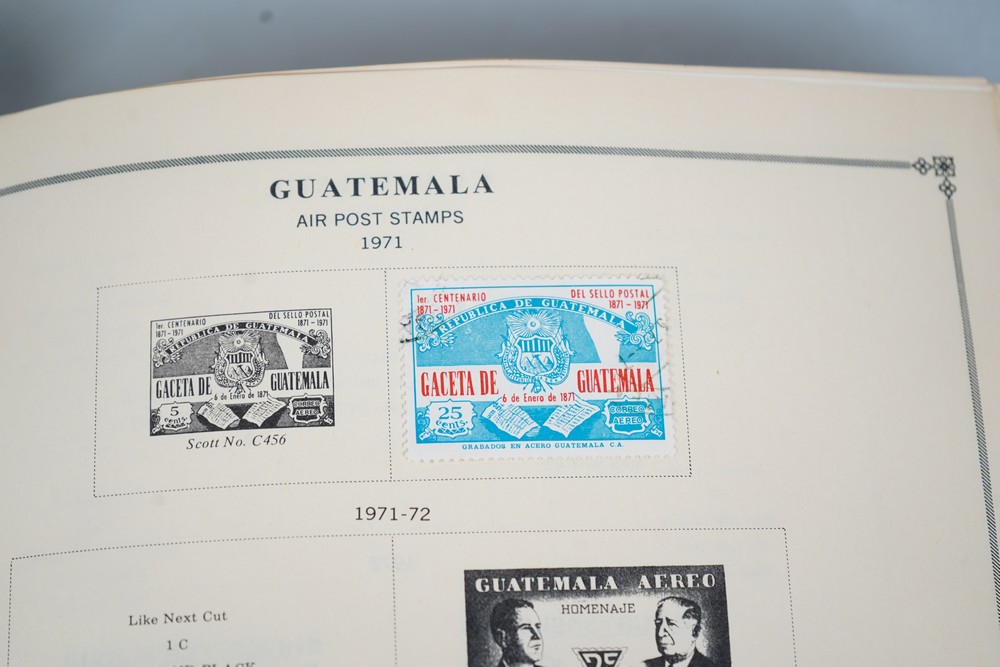 GUATEMALA
AIR POST STAMPS
1971
1er. CENTENARIO
1871-1971
DEL SELLO POSTAL
1871-1971
REPUBLICA DE GUATEMALA
GACETA DE GUATEMALA
6 de Enero de 1871
5 cents.
CORREO AEREO
Scott No. C456
1er. CENTENARIO
1871-1971
DEL SELLO POSTAL
1871-1971
REPUBLICA DE GUATEMALA
GACETA DE GUATEMALA
6 de Enero de 1871
25 cents.
CORREO AEREO
GRABADOS EN ACERO GUATEMALA C.A.
1971-72
Like Next Cut
1 C
BLACK
GUATEMALA AEREO
HOMENAJE